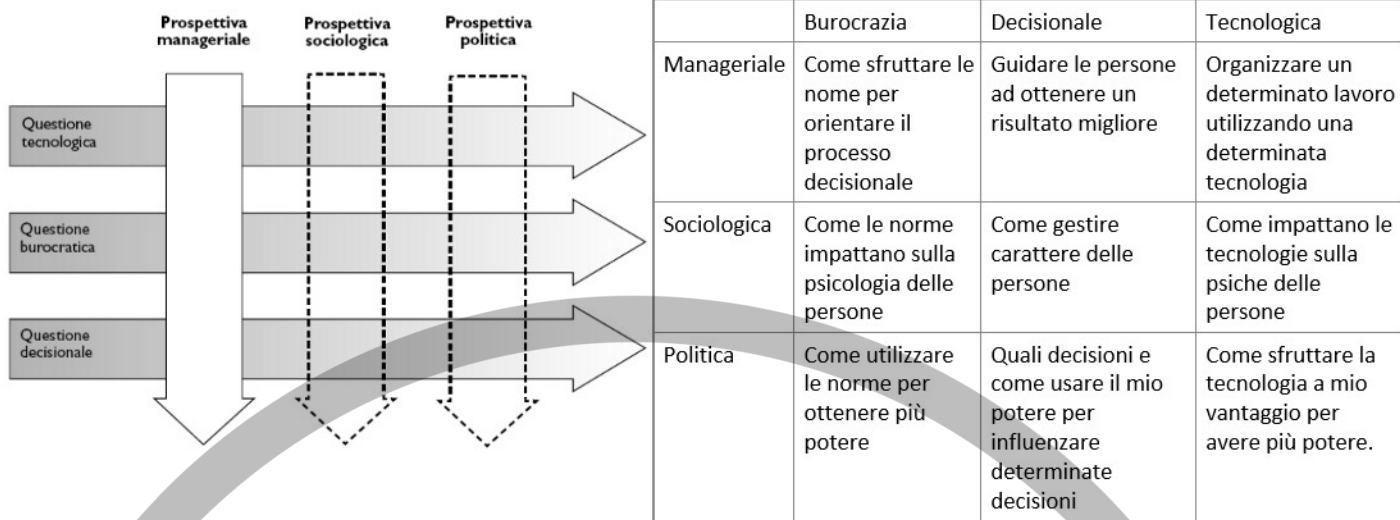 Prospettiva
manageriale
Prospettiva
sociologica
Prospettiva
politica
Questione
tecnologica
Questione
burocratica
Questione
decisionale
Burocrazia
Decisionale
Tecnologica
Manageriale
Come sfruttare le
nome per
orientare il
processo
decisionale
Guidare le persone
ad ottenere un
risultato migliore
Organizzare un
determinato lavoro
utilizzando una
determinata
tecnologia
Sociologica
Come le norme
impattano sulla
psicologia delle
persone
Come gestire
carattere delle
persone
Come impattano le
tecnologie sulla
psiche delle
persone
Politica
Come utilizzare
le norme per
ottenere più
potere
Quali decisioni e
come usare il mio
potere per
influenzare
determinate
decisioni
Come sfruttare la
tecnologia a mio
vantaggio per
avere più potere.